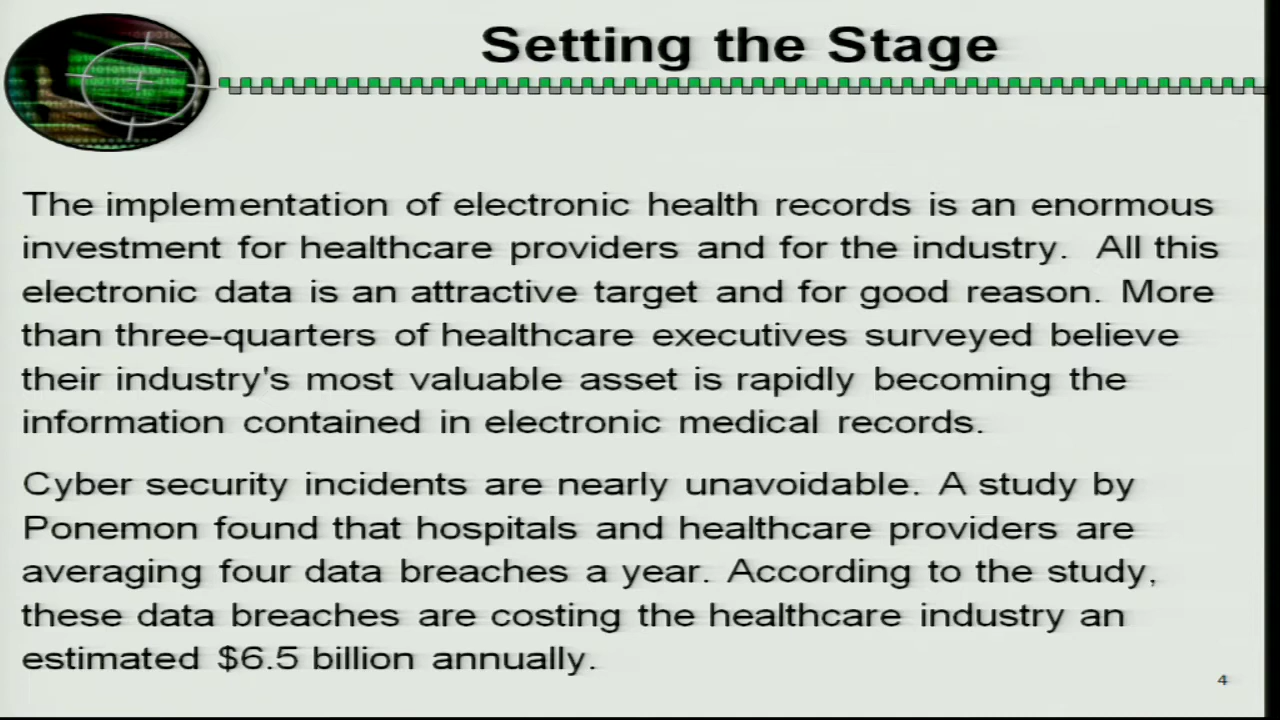 Setting the Stage
The implementation of electronic health records is an enormous
investment for healthcare providers and for the industry. All this
electronic data is an attractive target and for good reason. More
than three-quarters of healthcare executives surveyed believe
their industry's most valuable asset is rapidly becoming the
information contained in electronic medical records.
Cyber security incidents are nearly unavoidable. A study by
Ponemon found that hospitals and healthcare providers are
averaging four data breaches a year. According to the study,
these data breaches are costing the healthcare industry an
estimated $6.5 billion annually.
4